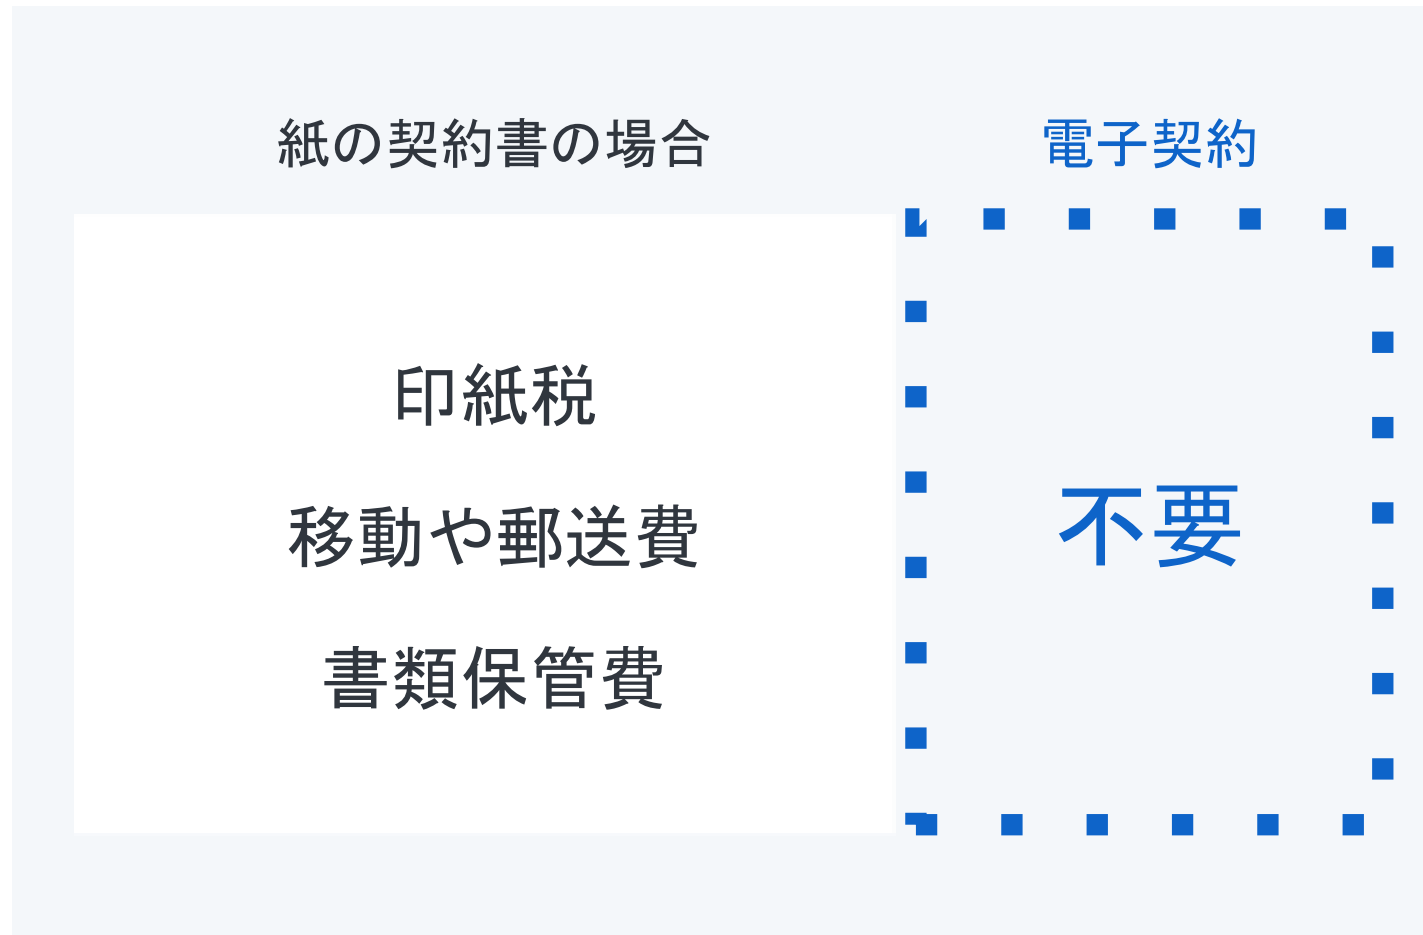 紙の契約書の場合
電子契約
印紙税
移動や郵送費
書類保管費
不要